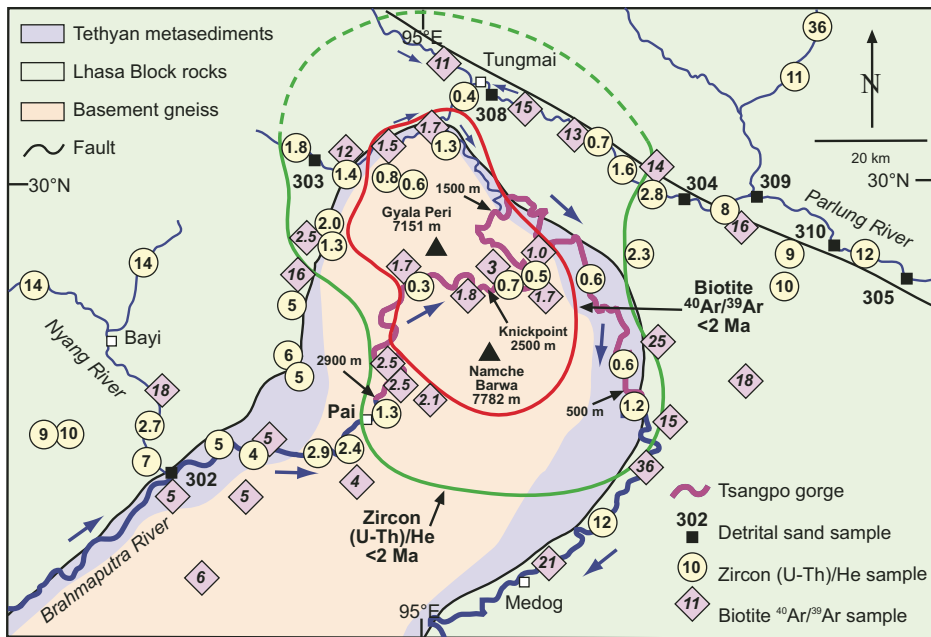 Tethyan metasediments
Lhasa Block rocks
Basement gneiss
Fault
95°E
Tungmai
36
11
N
20 km
30°N
30°N
11
0.4
308
15
13
0.7
1.6
14
2.8
304
309
8
16
310
9
12
10
305
Parlung River
1.8
303
12
1.4
1.5
1.7
1.3
0.8
0.6
1500 m
Gyala Peri
7151 m
2.0
2.5
1.3
16
5
6
5
1.7
0.3
3
1.8
0.7
0.5
1.0
1.7
0.6
2.3
Biotite
⁴⁰Ar/³⁹Ar
<2 Ma
Knickpoint
2500 m
Namche
Barwa
7782 m
14
14
Bayi
Nyang River
18
2.7
9
10
7
302
2900 m
2.5
2.5
2.1
Pai
1.3
0.6
500 m
1.2
25
18
15
36
5
4
5
2.9
2.4
4
5
5
6
Brahmaputra River
Zircon
(U-Th)/He
<2 Ma
12
21
Medog
95°E
Tsangpo gorge
302
Detrital sand sample
10
Zircon (U-Th)/He sample
11
Biotite ⁴⁰Ar/³⁹Ar sample